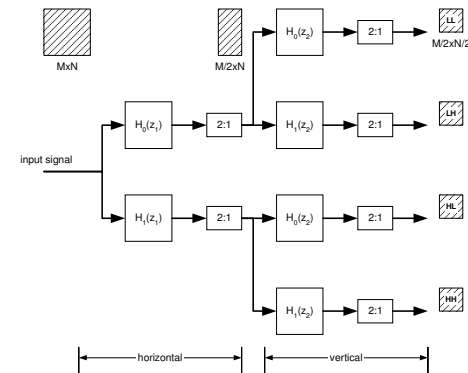 LL
MxN
M/2xN
H₀(z₂)
2:1
M/2xN/2
H₀(z₁)
2:1
H₁(z₂)
2:1
LH
input signal
H₁(z₁)
2:1
H₀(z₂)
2:1
HL
H₁(z₂)
2:1
HH
horizontal
vertical